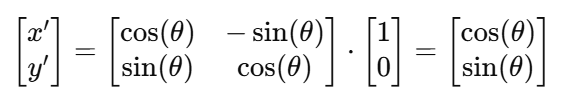 [x′ y′] = [cos(θ) − sin(θ) sin(θ) cos(θ)] · [1 0] = [cos(θ) sin(θ)]